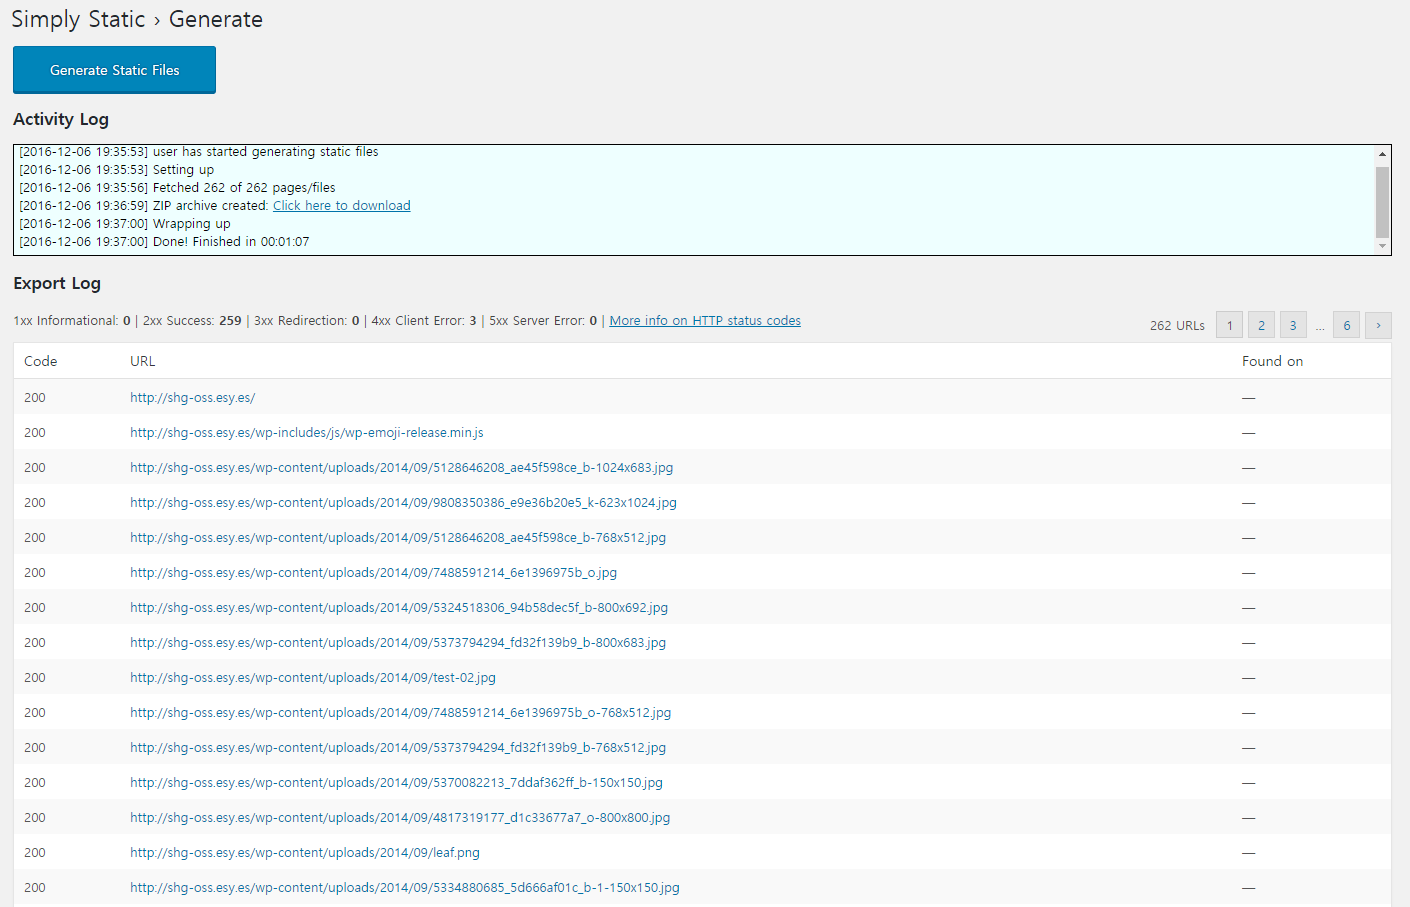 Simply Static › Generate
Generate Static Files
Activity Log
[2016-12-06 19:35:53] user has started generating static files
[2016-12-06 19:35:53] Setting up
[2016-12-06 19:35:56] Fetched 262 of 262 pages/files
[2016-12-06 19:36:59] ZIP archive created: Click here to download
[2016-12-06 19:37:00] Wrapping up
[2016-12-06 19:37:00] Done! Finished in 00:01:07
Export Log
1xx Informational: 0 | 2xx Success: 259 | 3xx Redirection: 0 | 4xx Client Error: 3 | 5xx Server Error: 0 | More info on HTTP status codes
262 URLs 1 2 3 ... 6 ›
Code URL Found on
200 http://shg-oss.esy.es/ —
200 http://shg-oss.esy.es/wp-includes/js/wp-emoji-release.min.js —
200 http://shg-oss.esy.es/wp-content/uploads/2014/09/5128646208_ae45f598ce_b-1024x683.jpg —
200 http://shg-oss.esy.es/wp-content/uploads/2014/09/9808350386_e9e36b20e5_k-623x1024.jpg —
200 http://shg-oss.esy.es/wp-content/uploads/2014/09/5128646208_ae45f598ce_b-768x512.jpg —
200 http://shg-oss.esy.es/wp-content/uploads/2014/09/7488591214_6e1396975b_o.jpg —
200 http://shg-oss.esy.es/wp-content/uploads/2014/09/5324518306_94b58dec5f_b-800x692.jpg —
200 http://shg-oss.esy.es/wp-content/uploads/2014/09/5373794294_fd32f139b9_b-800x683.jpg —
200 http://shg-oss.esy.es/wp-content/uploads/2014/09/test-02.jpg —
200 http://shg-oss.esy.es/wp-content/uploads/2014/09/7488591214_6e1396975b_o-768x512.jpg —
200 http://shg-oss.esy.es/wp-content/uploads/2014/09/5373794294_fd32f139b9_b-768x512.jpg —
200 http://shg-oss.esy.es/wp-content/uploads/2014/09/5370082213_7ddaf362ff_b-150x150.jpg —
200 http://shg-oss.esy.es/wp-content/uploads/2014/09/4817319177_d1c33677a7_o-800x800.jpg —
200 http://shg-oss.esy.es/wp-content/uploads/2014/09/leaf.png —
200 http://shg-oss.esy.es/wp-content/uploads/2014/09/5334880685_5d666af01c_b-1-150x150.jpg —